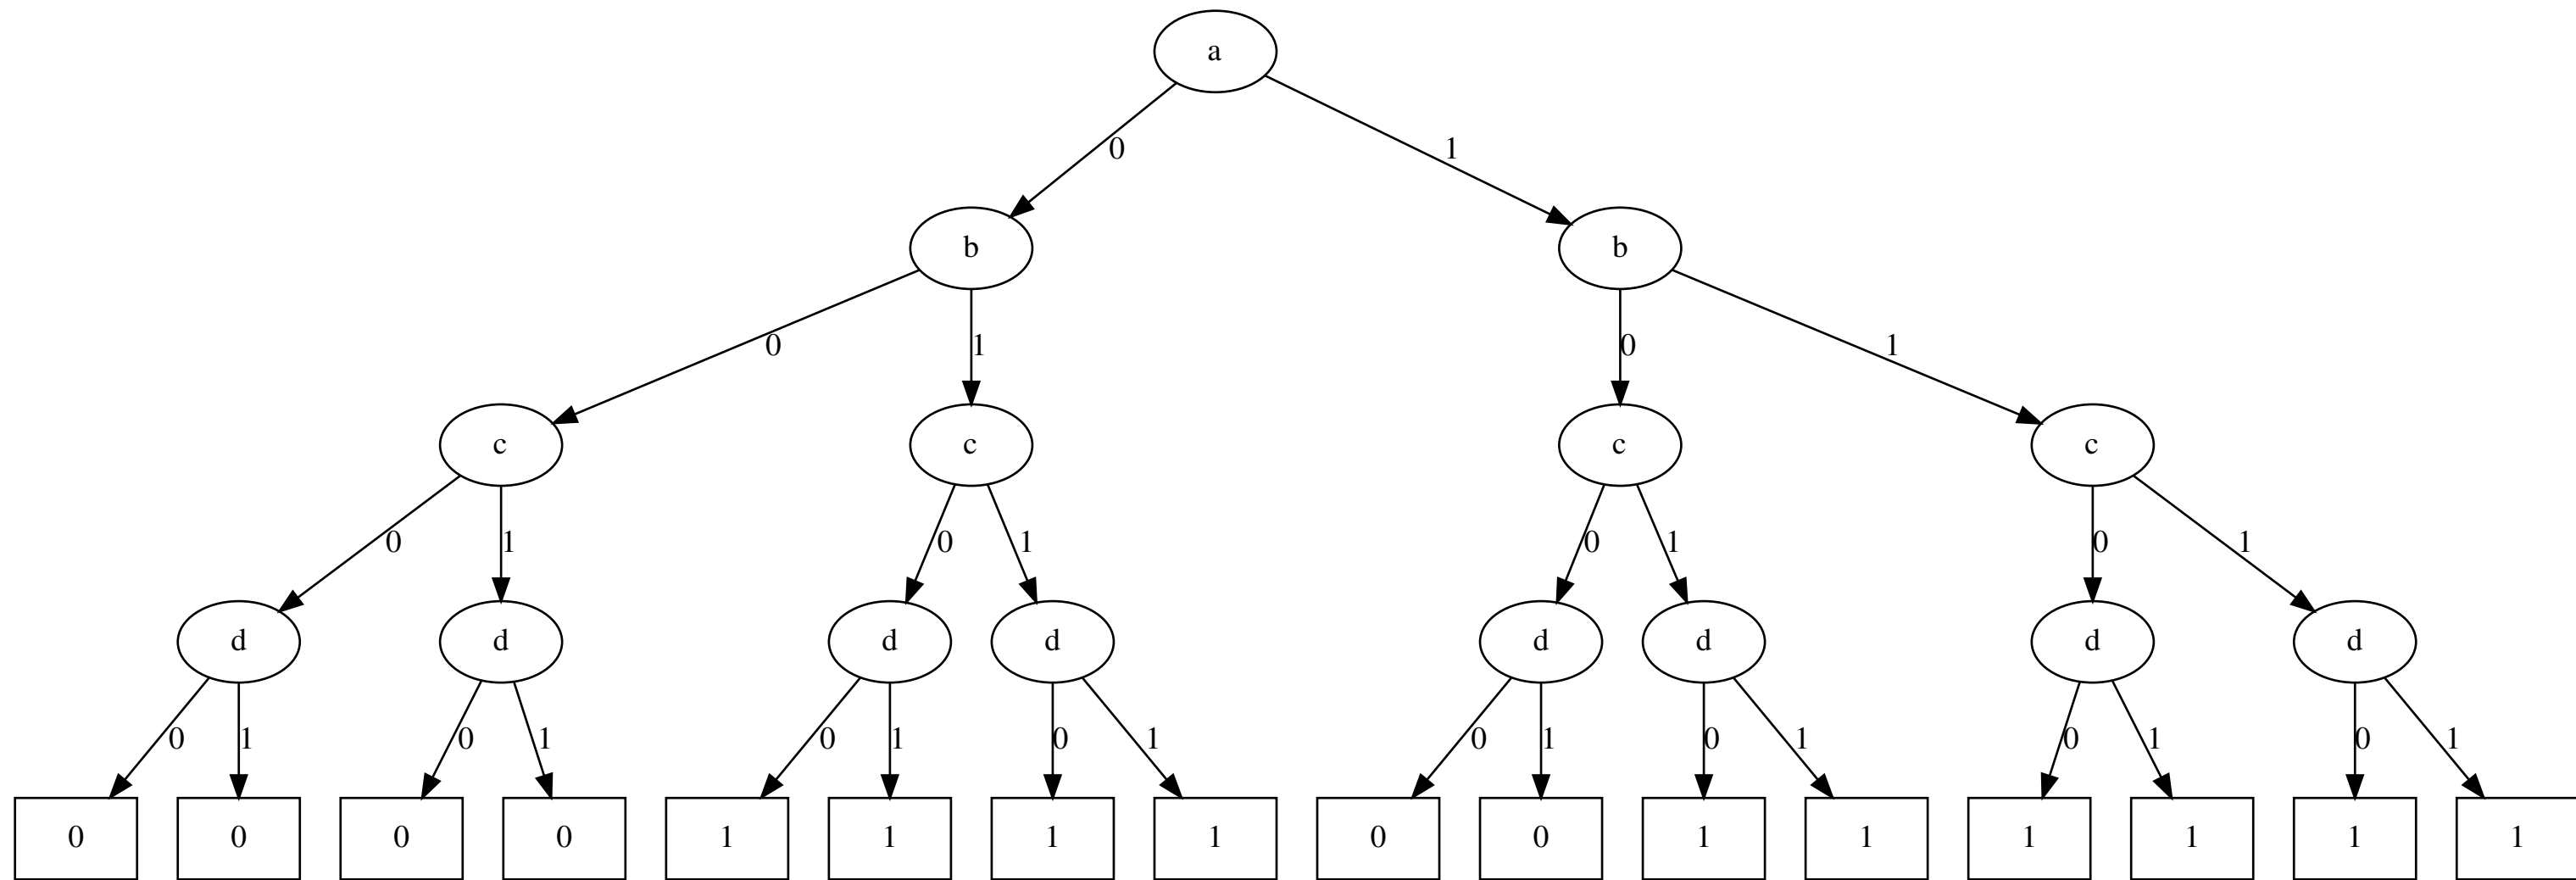 a
0 1
b b
0 1 0 1
c c c c
0 1 0 1 0 1 0 1
d d d d d d d d
0 1 0 1 0 1 0 1 0 1 0 1 0 1 0 1
0 0 0 0 1 1 1 1 0 0 1 1 1 1 1 1